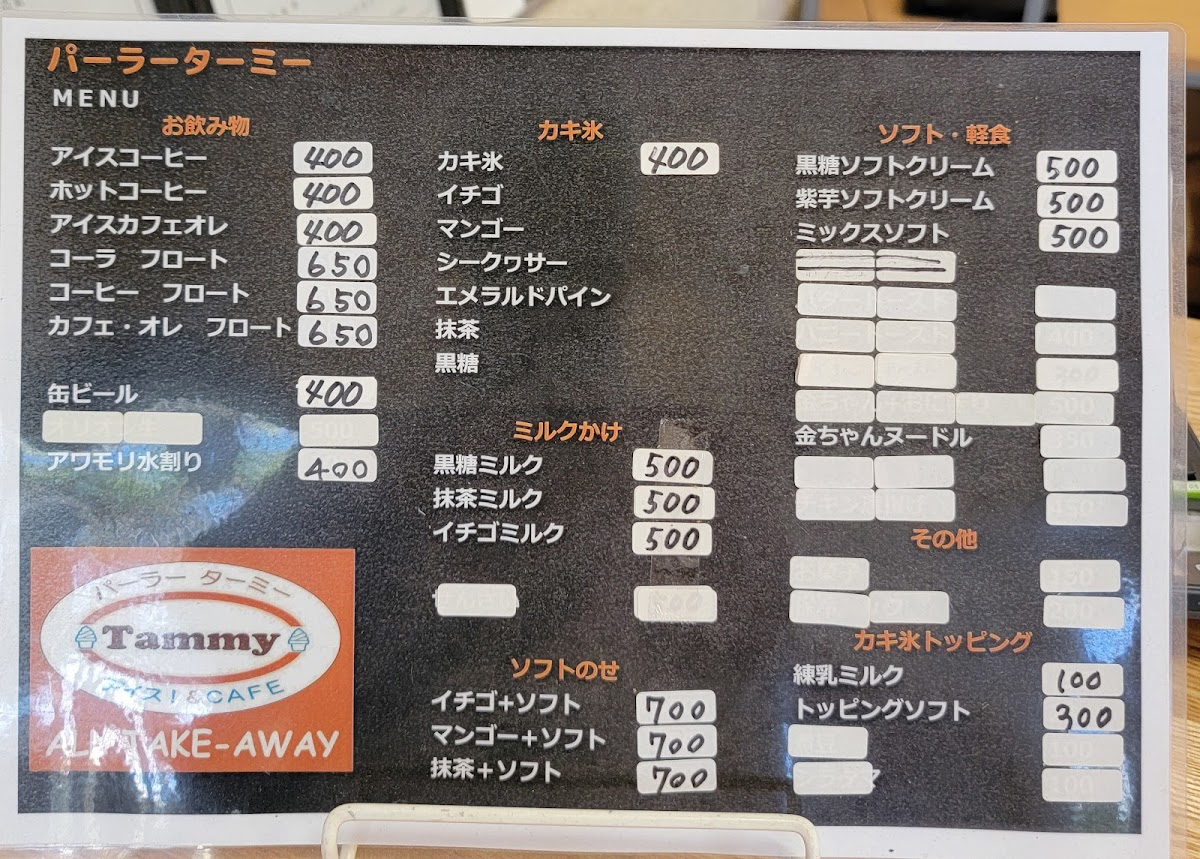 パーラーターミー
MENU
お飲み物
アイスコーヒー 400
ホットコーヒー 400
アイスカフェオレ 400
コーラ フロート 650
コーヒー フロート 650
カフェ・オレ フロート 650
缶ビール 400
アワモリ水割り 400
パーラー ターミー
Tammy
アイス!&CAFE
ALL TAKE-AWAY
カキ氷
カキ氷 400
イチゴ
マンゴー
シークヮサー
エメラルドパイン
抹茶
黒糖
ミルクかけ
黒糖ミルク 500
抹茶ミルク 500
イチゴミルク 500
ソフトのせ
イチゴ+ソフト 700
マンゴー+ソフト 700
抹茶+ソフト 700
ソフト・軽食
黒糖ソフトクリーム 500
紫芋ソフトクリーム 500
ミックスソフト 500
金ちゃんヌードル
その他
カキ氷トッピング
練乳ミルク 100
トッピングソフト 300